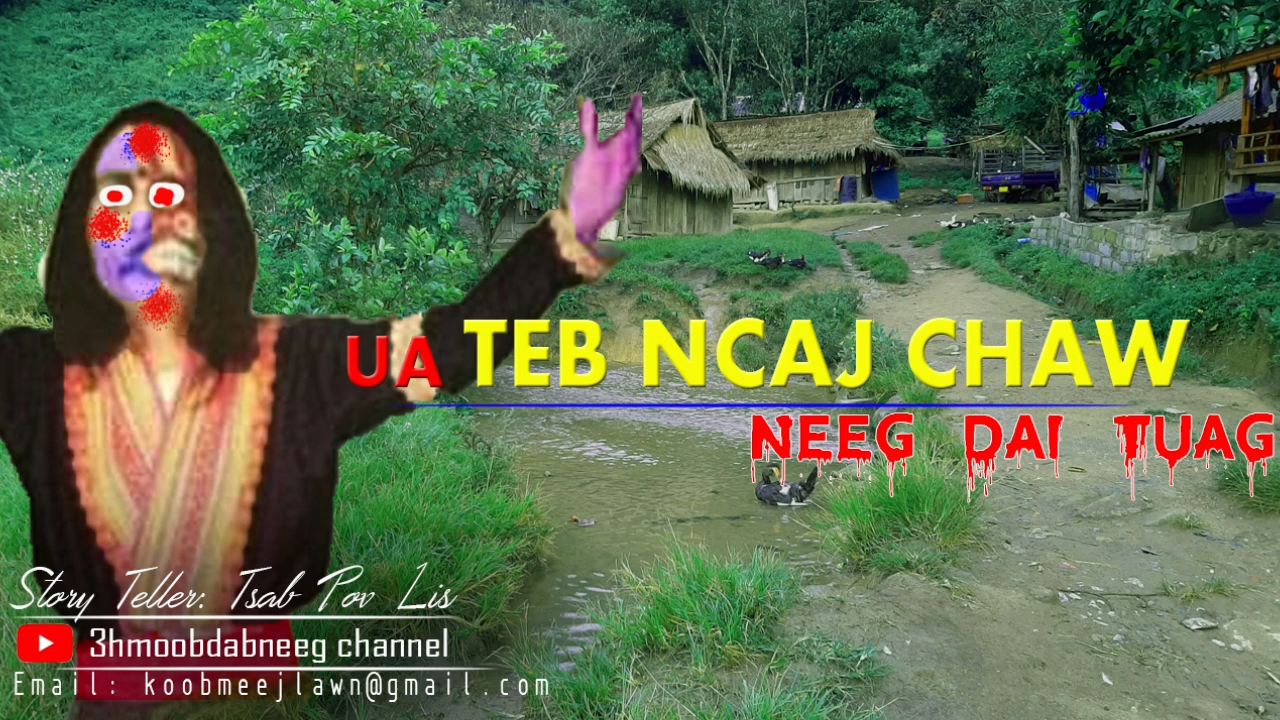 UA TEB NCAJ CHAW
NEEG DAI TUAG
Story Teller: Tsab Pov Lis
3hmoobdabneeg channel
Email: koobmeejlawn@gmail.com